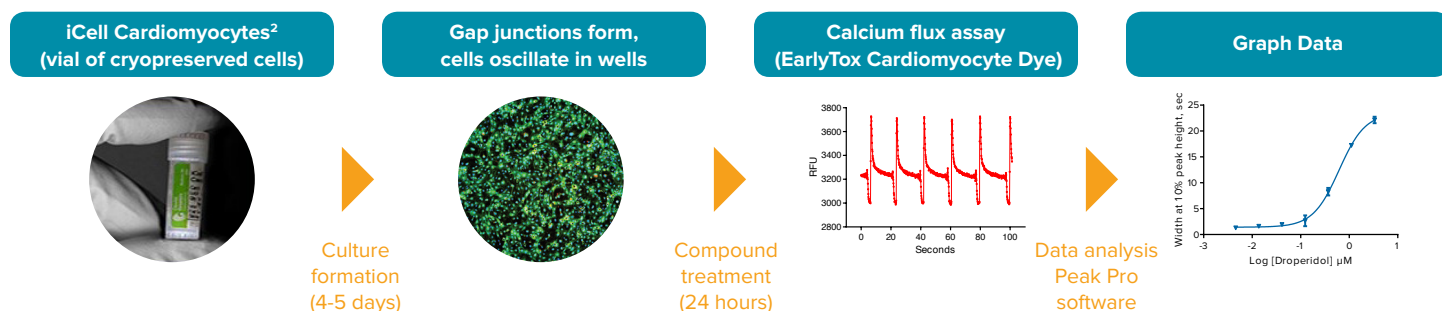 iCell Cardiomyocytes²
(vial of cryopreserved cells)
Gap junctions form,
cells oscillate in wells
Calcium flux assay
(EarlyTox Cardiomyocyte Dye)
Graph Data
Culture
formation
(4-5 days)
Compound
treatment
(24 hours)
3800
3600
3400
3200
3000
2800
RFU
0 20 40 60 80 100
Seconds
Data analysis
Peak Pro
software
25
20
15
10
5
0
Width at 10% peak height, sec
-3 -2 -1 0 1
Log [Droperidol] µM